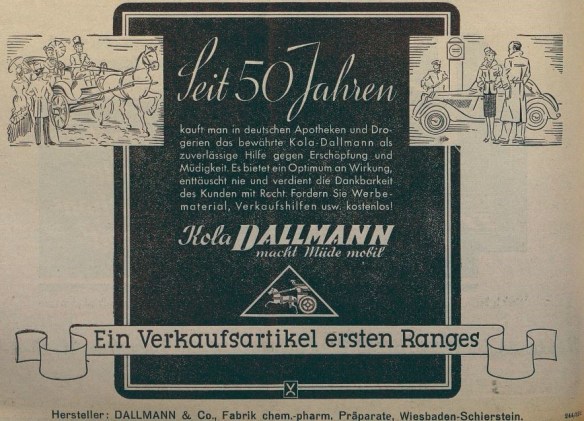 Seit 50 Jahren
kauft man in deutschen Apotheken und Dro-
gerien das bewährte Kola-Dallmann als
zuverlässige Hilfe gegen Erschöpfung und
Müdigkeit. Es bietet ein Optimum an Wirkung,
enttäuscht nie und verdient die Dankbarkeit
des Kunden mit Recht. Fordern Sie Werbe-
material, Verkaufshilfen usw. kostenlos!
Kola DALLMANN
macht Müde mobil
Ein Verkaufsartikel ersten Ranges
Hersteller: DALLMANN & Co., Fabrik chem.-pharm. Präparate, Wiesbaden-Schierstein.